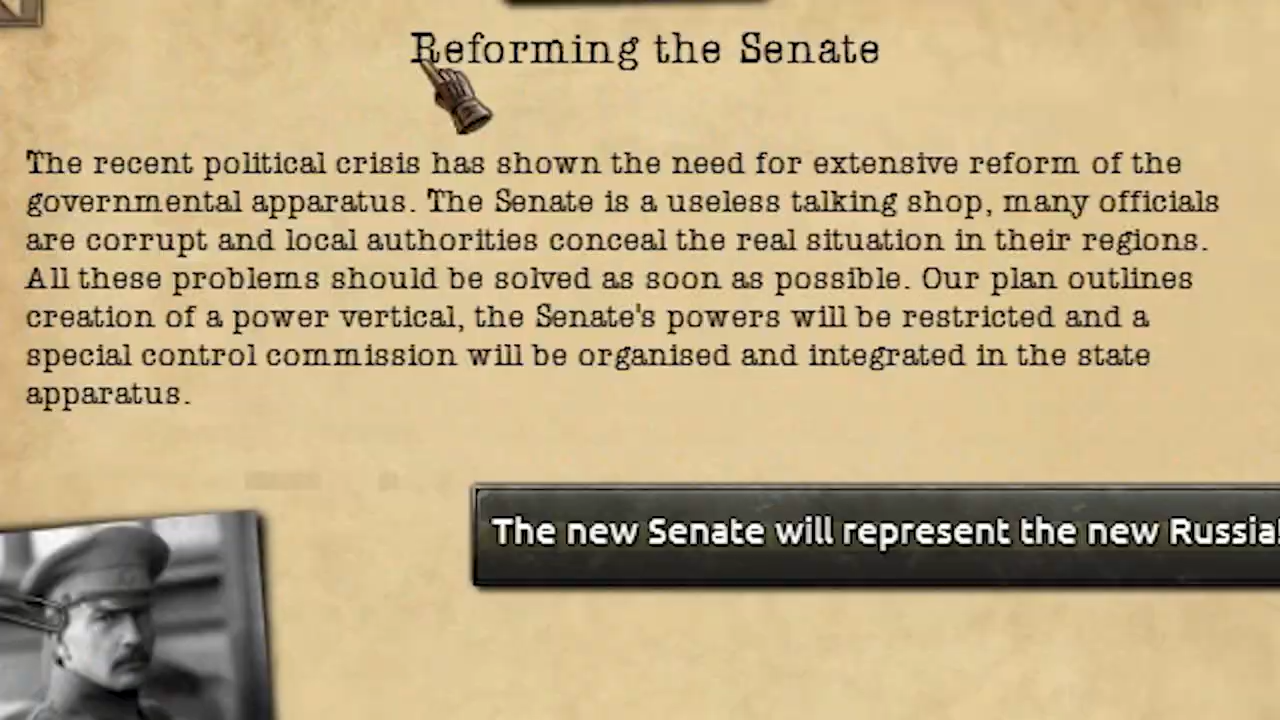 Reforming the Senate
The recent political crisis has shown the need for extensive reform of the
governmental apparatus. The Senate is a useless talking shop, many officials
are corrupt and local authorities conceal the real situation in their regions.
All these problems should be solved as soon as possible. Our plan outlines
creation of a power vertical, the Senate's powers will be restricted and a
special control commission will be organised and integrated in the state
apparatus.
The new Senate will represent the new Russia!